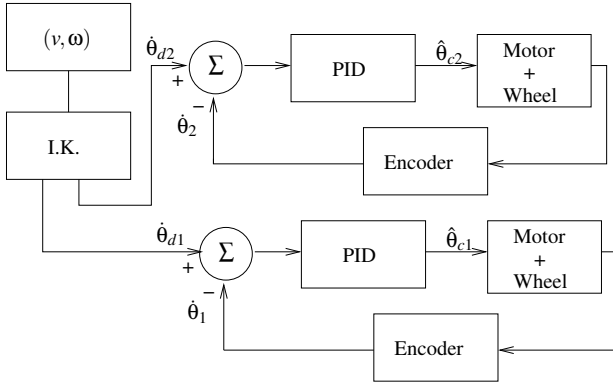 (v,ω)
I.K.
θ̇d2
+
Σ
−
θ̇2
PID
θ̂c2
Motor
+
Wheel
Encoder
θ̇d1
+
Σ
−
θ̇1
PID
θ̂c1
Motor
+
Wheel
Encoder